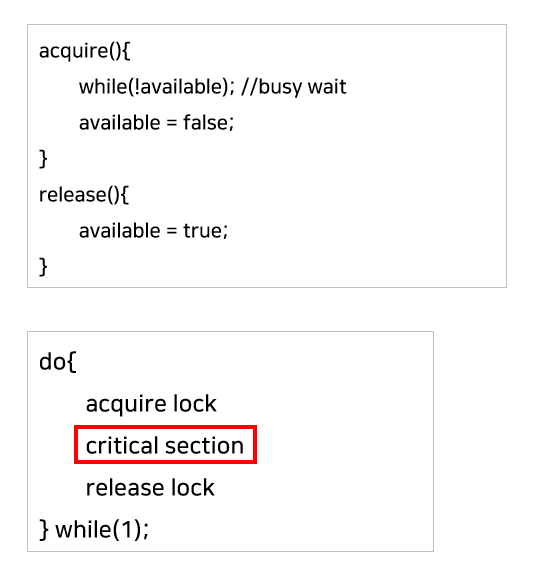 acquire(){
while(!available); //busy wait
available = false;
}
release(){
available = true;
}
do{
acquire lock
critical section
release lock
} while(1);